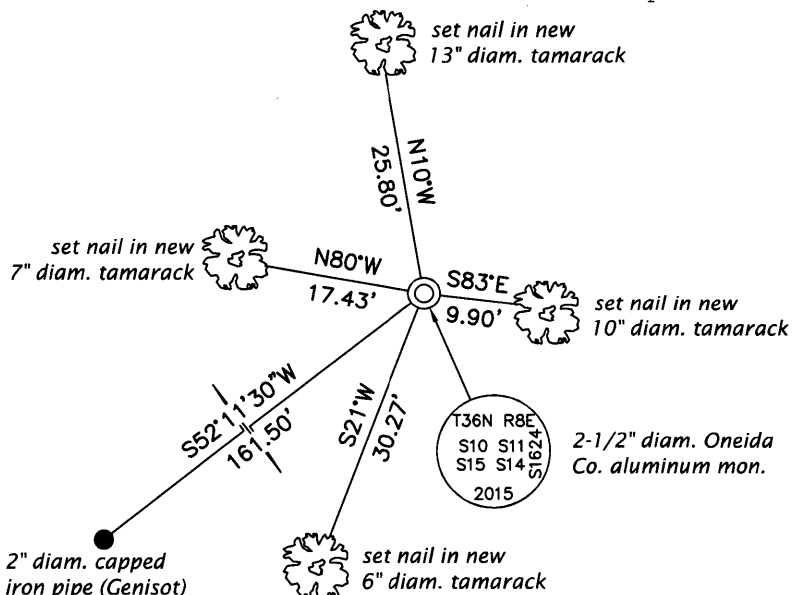 set nail in new
13" diam. tamarack
N10°W
25.80'
set nail in new
7" diam. tamarack
N80°W
17.43'
S83°E
9.90'
set nail in new
10" diam. tamarack
S52°11'30"W
161.50'
S21°W
30.27'
T36N R8E
S10 S11
S15 S14
S1624
2015
2-1/2" diam. Oneida
Co. aluminum mon.
2" diam. capped
iron pipe (Genisot)
set nail in new
6" diam. tamarack